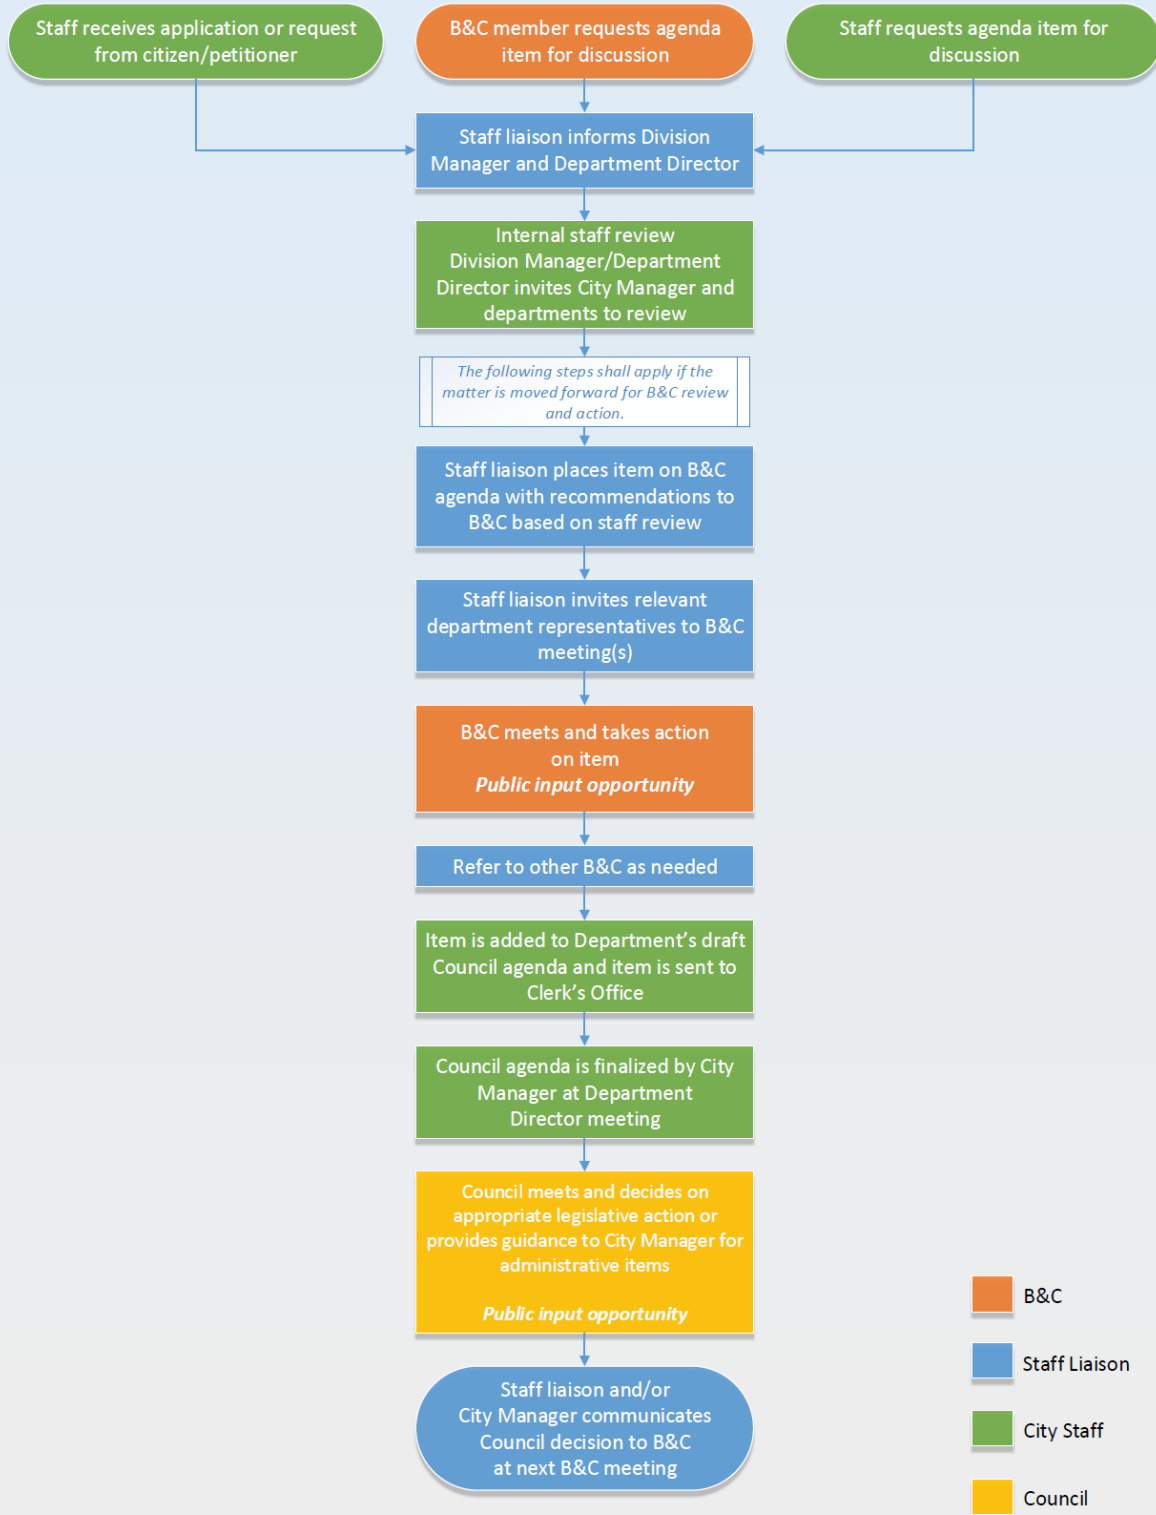 Staff receives application or request
from citizen/petitioner
B&C member requests agenda
item for discussion
Staff requests agenda item for
discussion
Staff liaison informs Division
Manager and Department Director
Internal staff review
Division Manager/Department
Director invites City Manager and
departments to review
The following steps shall apply if the
matter is moved forward for B&C review
and action.
Staff liaison places item on B&C
agenda with recommendations to
B&C based on staff review
Staff liaison invites relevant
department representatives to B&C
meeting(s)
B&C meets and takes action
on item
Public input opportunity
Refer to other B&C as needed
Item is added to Department’s draft
Council agenda and item is sent to
Clerk’s Office
Council agenda is finalized by City
Manager at Department
Director meeting
Council meets and decides on
appropriate legislative action or
provides guidance to City Manager for
administrative items
Public input opportunity
Staff liaison and/or
City Manager communicates
Council decision to B&C
at next B&C meeting
B&C
Staff Liaison
City Staff
Council